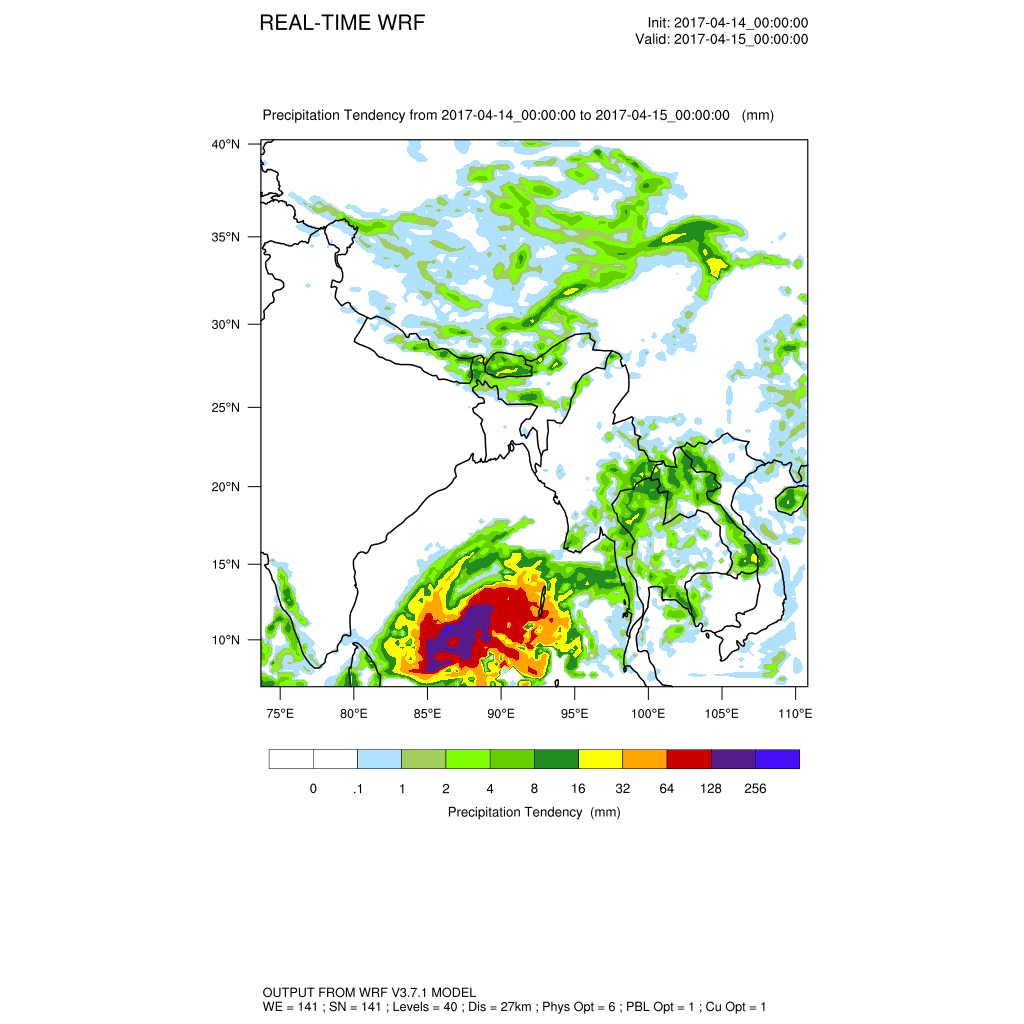 REAL-TIME WRF
Init: 2017-04-14_00:00:00
Valid: 2017-04-15_00:00:00
Precipitation Tendency from 2017-04-14_00:00:00 to 2017-04-15_00:00:00 (mm)
40°N
35°N
30°N
25°N
20°N
15°N
10°N
75°E 80°E 85°E 90°E 95°E 100°E 105°E 110°E
0 .1 1 2 4 8 16 32 64 128 256
Precipitation Tendency (mm)
OUTPUT FROM WRF V3.7.1 MODEL
WE = 141 ; SN = 141 ; Levels = 40 ; Dis = 27km ; Phys Opt = 6 ; PBL Opt = 1 ; Cu Opt = 1